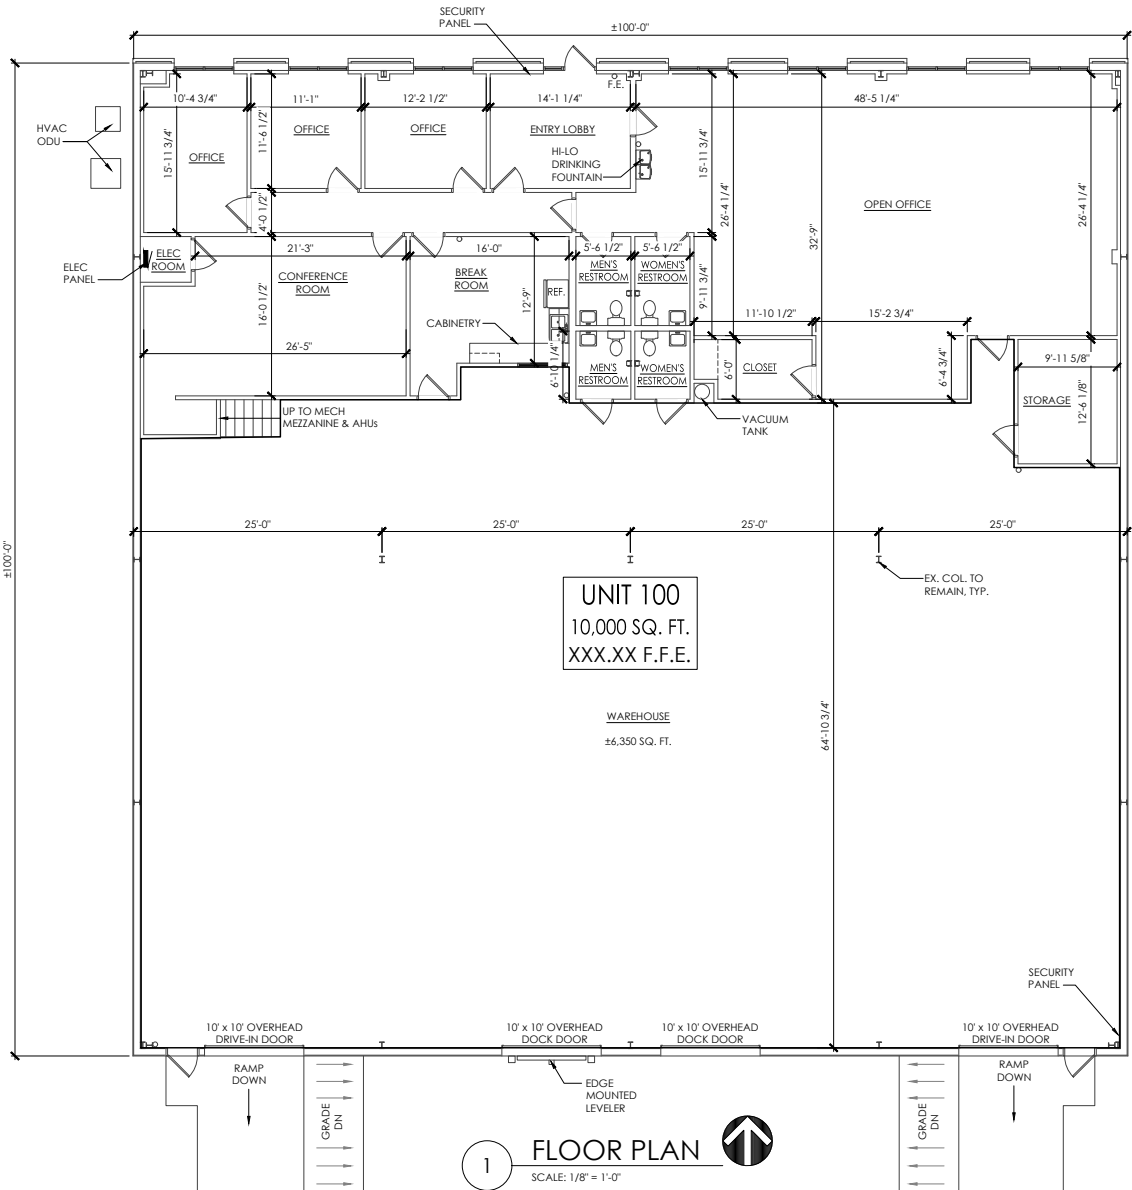 SECURITY
PANEL
±100'-0"
F.E.
10'-4 3/4"
11'-1"
12'-2 1/2"
14'-1 1/4"
48'-5 1/4"
HVAC
ODU
OFFICE
OFFICE
OFFICE
ENTRY LOBBY
HI-LO
DRINKING
FOUNTAIN
15'-11 3/4"
11'-6 1/2"
4'-0 1/2"
15'-11 3/4"
26'-4 1/4"
32'-9"
26'-4 1/4"
OPEN OFFICE
ELEC
PANEL
ELEC
ROOM
21'-3"
16'-0"
5'-6 1/2"
5'-6 1/2"
CONFERENCE
ROOM
BREAK
ROOM
MEN'S
RESTROOM
WOMEN'S
RESTROOM
REF.
16'-0 1/2"
12'-9"
9'-11 3/4"
CABINETRY
11'-10 1/2"
15'-2 3/4"
26'-5"
6'-10 1/4"
MEN'S
RESTROOM
WOMEN'S
RESTROOM
6'-0"
CLOSET
6'-4 3/4"
9'-11 5/8"
STORAGE
12'-6 1/8"
UP TO MECH
MEZZANINE & AHUs
VACUUM
TANK
25'-0"
25'-0"
25'-0"
25'-0"
±100'-0"
EX. COL. TO
REMAIN, TYP.
UNIT 100
10,000 SQ. FT.
XXX.XX F.F.E.
WAREHOUSE
±6,350 SQ. FT.
64'-10 3/4"
SECURITY
PANEL
10' x 10' OVERHEAD
DRIVE-IN DOOR
10' x 10' OVERHEAD
DOCK DOOR
10' x 10' OVERHEAD
DOCK DOOR
10' x 10' OVERHEAD
DRIVE-IN DOOR
RAMP
DOWN
GRADE
DN
EDGE
MOUNTED
LEVELER
GRADE
DN
RAMP
DOWN
1
FLOOR PLAN
SCALE: 1/8" = 1'-0"